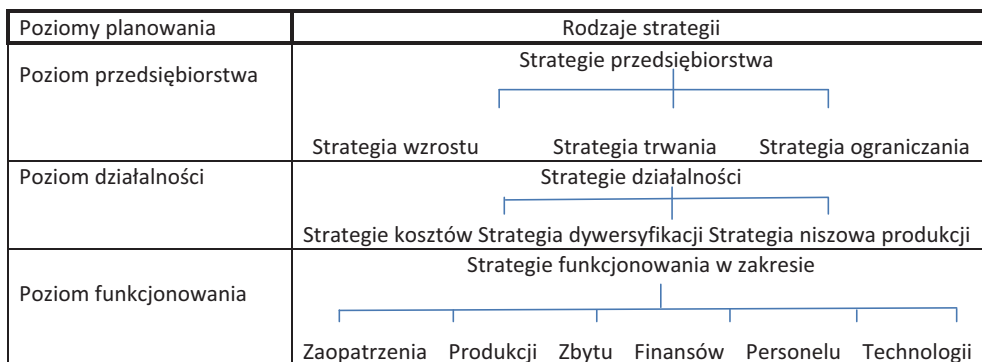 Poziomy planowania Rodzaje strategii
Poziom przedsiębiorstwa Strategie przedsiębiorstwa
Strategia wzrostu Strategia trwania Strategia ograniczania
Poziom działalności Strategie działalności
Strategie kosztów Strategia dywersyfikacji Strategia niszowa produkcji
Strategie funkcjonowania w zakresie
Poziom funkcjonowania
Zaopatrzenia Produkcji Zbytu Finansów Personelu Technologii